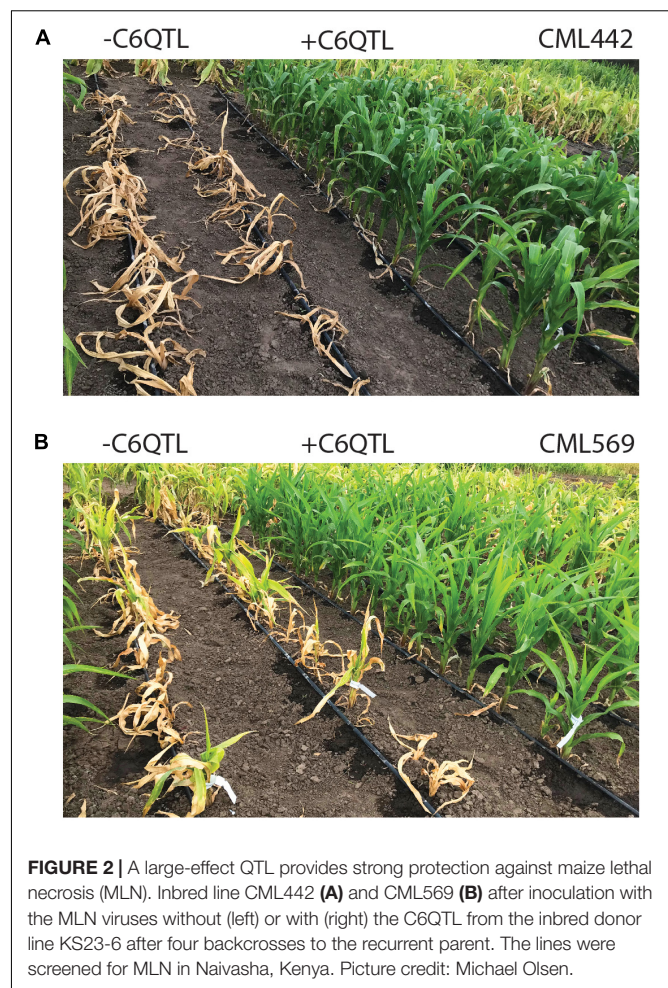 A -C6QTL +C6QTL CML442
B -C6QTL +C6QTL CML569
FIGURE 2 | A large-effect QTL provides strong protection against maize lethal
necrosis (MLN). Inbred line CML442 (A) and CML569 (B) after inoculation with
the MLN viruses without (left) or with (right) the C6QTL from the inbred donor
line KS23-6 after four backcrosses to the recurrent parent. The lines were
screened for MLN in Naivasha, Kenya. Picture credit: Michael Olsen.